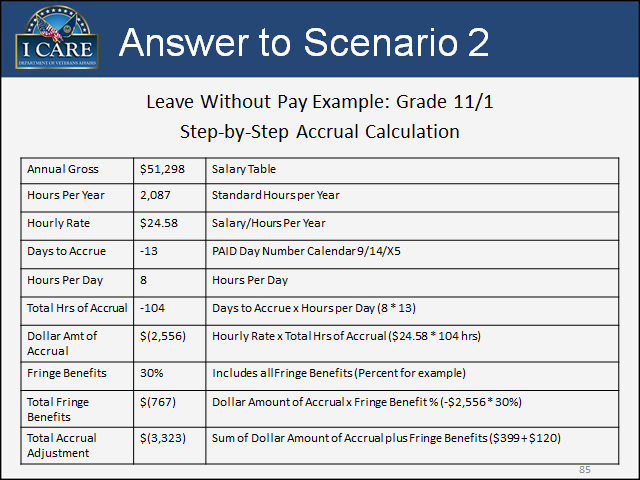 I CARE
DEPARTMENT OF VETERANS AFFAIRS
Answer to Scenario 2
Leave Without Pay Example: Grade 11/1
Step-by-Step Accrual Calculation
Annual Gross $51,298 Salary Table
Hours Per Year 2,087 Standard Hours per Year
Hourly Rate $24.58 Salary/Hours Per Year
Days to Accrue -13 PAID Day Number Calendar 9/14/X5
Hours Per Day 8 Hours Per Day
Total Hrs of Accrual -104 Days to Accrue x Hours per Day (8 * 13)
Dollar Amt of $(2,556) Hourly Rate x Total Hrs of Accrual ($24.58 * 104 hrs)
Accrual
Fringe Benefits 30% Includes all Fringe Benefits (Percent for example)
Total Fringe $(767) Dollar Amount of Accrual x Fringe Benefit % (-$2,556 * 30%)
Benefits
Total Accrual $(3,323) Sum of Dollar Amount of Accrual plus Fringe Benefits ($399 + $120)
Adjustment
85